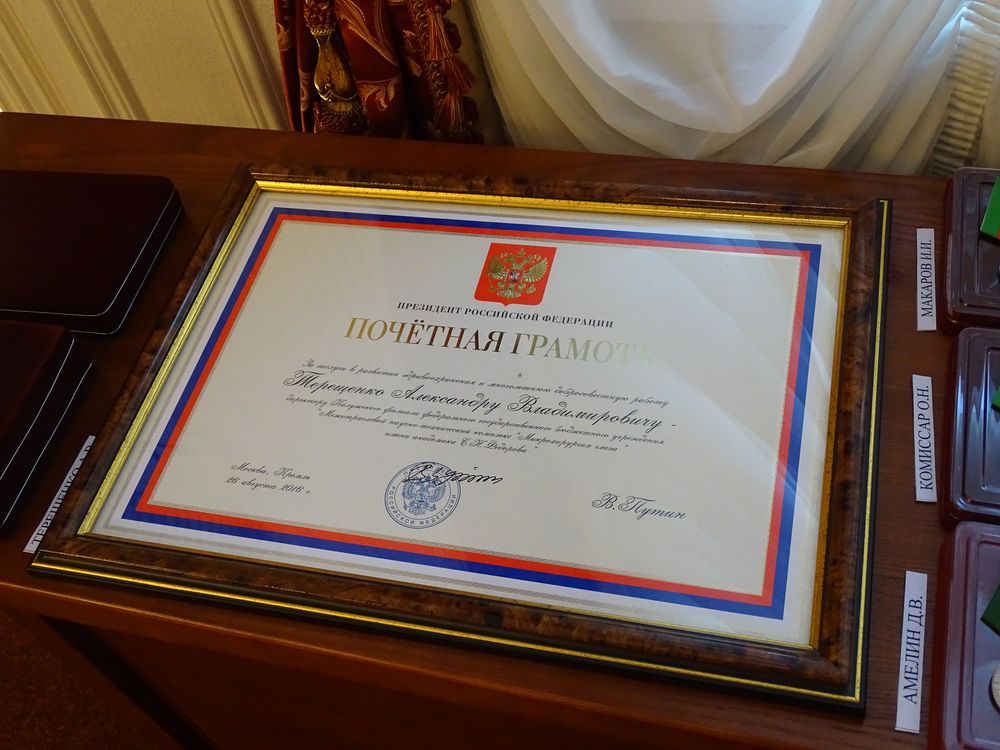 ПРЕЗИДЕНТ РОССИЙСКОЙ ФЕДЕРАЦИИ
ПОЧЁТНАЯ ГРАМОТА
За заслуги в развитии здравоохранения и многолетнюю добросовестную работу
Терещенко Александру Владимировичу -
директору Калужского филиала федерального государственного бюджетного учреждения
"Межотраслевой научно-технический комплекс "Микрохирургия глаза"
имени академика С.Н.Федорова"
Москва, Кремль
26 августа 2016 г.
РОССИЙСКОЙ ФЕДЕРАЦИИ
В.Путин
МАКАРОВ И.И.
КОМИССАР О.Н.
АМЕЛИН Д.В.